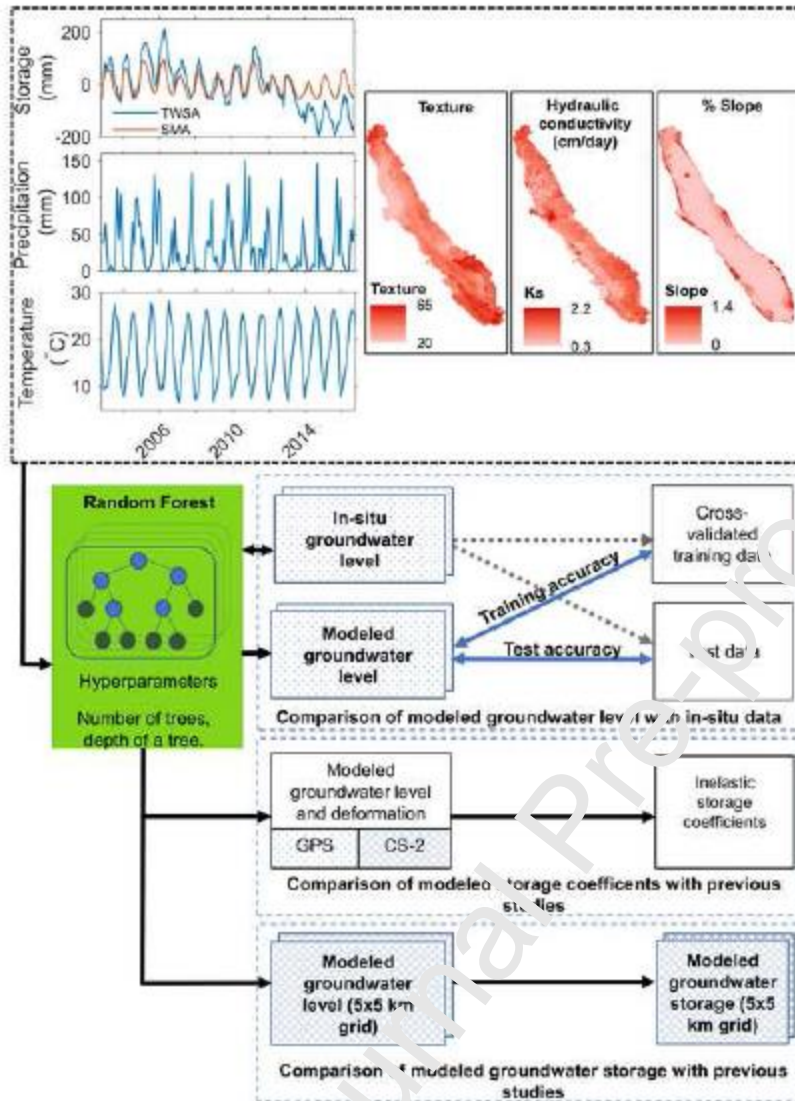 200
0
-200
Storage
(mm)
TWSA
SMA
150
100
50
0
Precipitation
(mm)
30
20
10
Temperature
(°C)
2006
2010
2014
Texture
Texture
65
20
Hydraulic
conductivity
(cm/day)
Ks
2.2
0.3
% Slope
Slope
1.4
0
Random Forest
Hyperparameters
Number of trees,
depth of a tree.
In-situ
groundwater
level
Modeled
groundwater
level
Training accuracy
Test accuracy
Cross-
validated
training data
data
Comparison of modeled groundwater level with in-situ data
Modeled
groundwater level
and deformation
GPS
CS-2
Inelastic
storage
coefficients
Comparison of modeled storage coefficents with previous
studies
Modeled
groundwater
level (5x5 km
grid)
Modeled
groundwater
storage (5x5
km grid)
Comparison of modeled groundwater storage with previous
studies